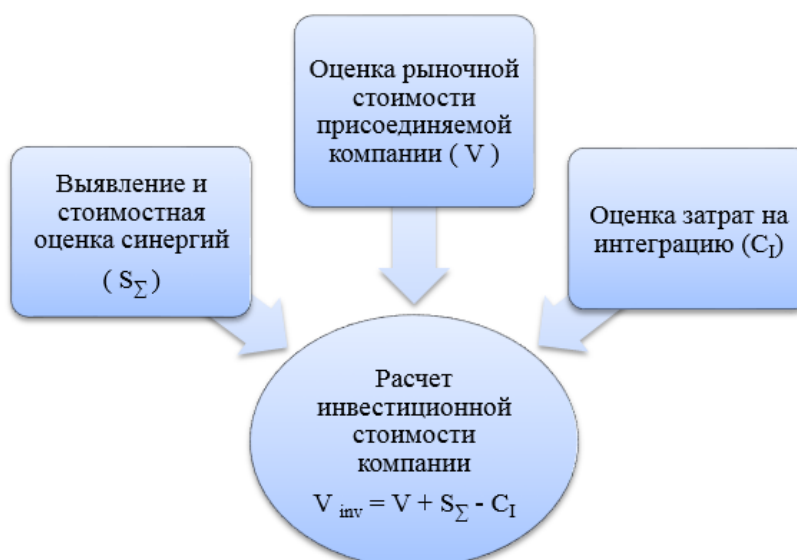 Оценка рыночной
стоимости
присоединяемой
компании ( V )
Выявление и
стоимостная
оценка синергий
( S∑ )
Оценка затрат на
интеграцию (CI)
Расчет
инвестиционной
стоимости
компании
V inv = V + S∑ - CI